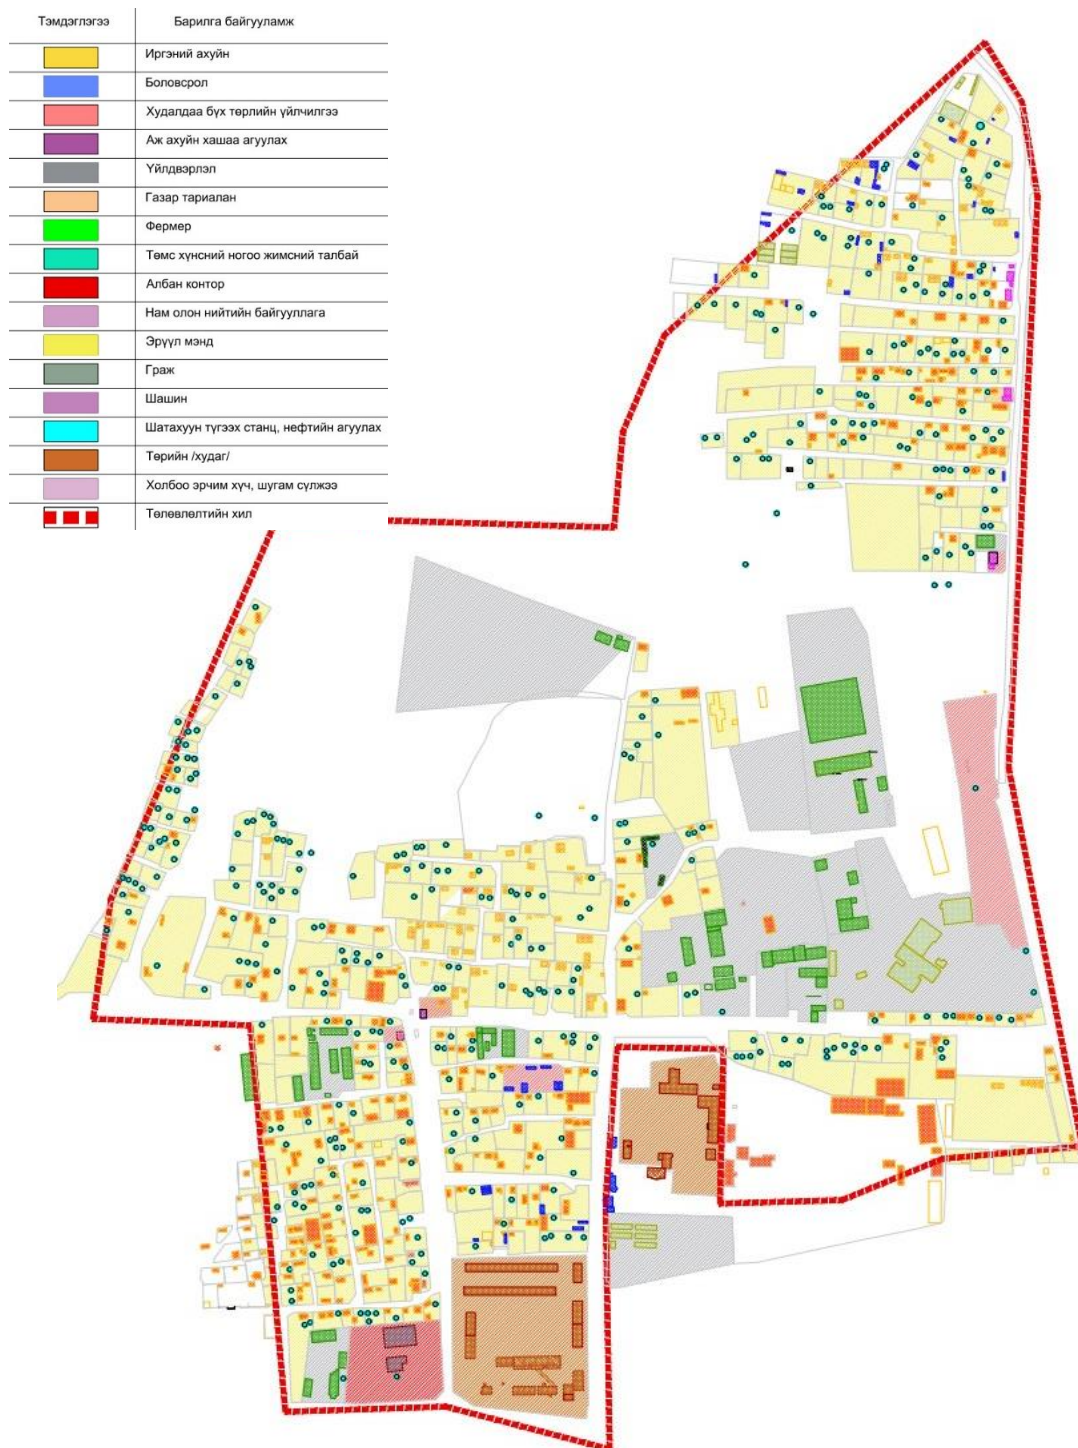 Тэмдэглэгээ Барилга байгууламж
Иргэний ахуйн
Боловсрол
Худалдаа бүх төрлийн үйлчилгээ
Аж ахуйн хашаа агуулах
Үйлдвэрлэл
Газар тариалан
Фермер
Төмс хүнсний ногоо жимсний талбай
Албан контор
Нам олон нийтийн байгууллага
Эрүүл мэнд
Граж
Шашин
Шатахуун түгээх станц, нефтийн агуулах
Төрийн /худаг/
Холбоо эрчим хүч, шугам сүлжээ
Төлөвлөлтийн хил